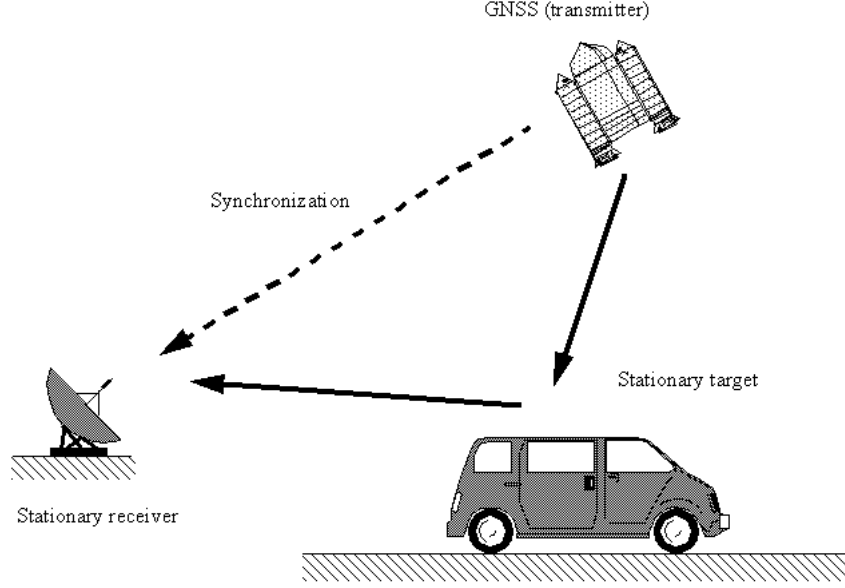 GNSS (transmitter)
Synchronization
Stationary target
Stationary receiver